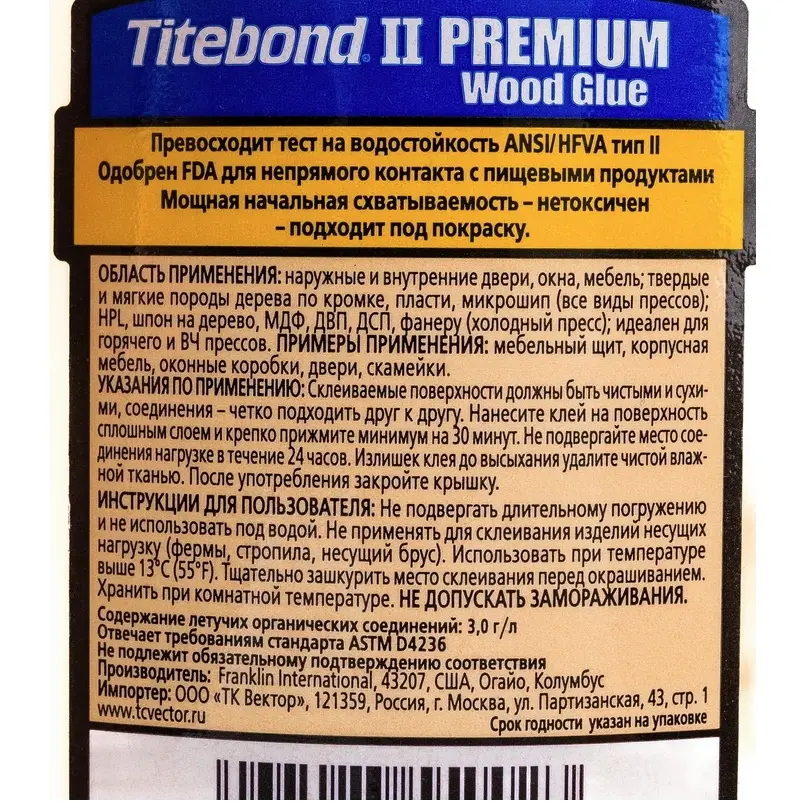 Titebond® II PREMIUM
Wood Glue
Превосходит тест на водостойкость ANSI/HFVA тип II
Одобрен FDA для непрямого контакта с пищевыми продуктами
Мощная начальная схватываемость – нетоксичен
– подходит под покраску.
ОБЛАСТЬ ПРИМЕНЕНИЯ: наружные и внутренние двери, окна, мебель; твердые
и мягкие породы дерева по кромке, пласти, микрошип (все виды прессов);
HPL, шпон на дерево, МДФ, ДВП, ДСП, фанеру (холодный пресс); идеален для
горячего и ВЧ прессов. ПРИМЕРЫ ПРИМЕНЕНИЯ: мебельный щит, корпусная
мебель, оконные коробки, двери, скамейки.
УКАЗАНИЯ ПО ПРИМЕНЕНИЮ: Склеиваемые поверхности должны быть чистыми и сухи-
ми, соединения – четко подходить друг к другу. Нанесите клей на поверхность
сплошным слоем и крепко прижмите минимум на 30 минут. Не подвергайте место сое-
динения нагрузке в течение 24 часов. Излишек клея до высыхания удалите чистой влаж-
ной тканью. После употребления закройте крышку.
ИНСТРУКЦИИ ДЛЯ ПОЛЬЗОВАТЕЛЯ: Не подвергать длительному погружению
и не использовать под водой. Не применять для склеивания изделий несущих
нагрузку (фермы, стропила, несущий брус). Использовать при температуре
выше 13°C (55°F). Тщательно зашкурить место склеивания перед окрашиванием.
Хранить при комнатной температуре. НЕ ДОПУСКАТЬ ЗАМОРАЖИВАНИЯ.
Содержание летучих органических соединений: 3,0 г/л
Отвечает требованиям стандарта ASTM D4236
Не подлежит обязательному подтверждению соответствия
Производитель: Franklin International, 43207, США, Огайо, Колумбус
Импортер: ООО «ТК Вектор», 121359, Россия, г. Москва, ул. Партизанская, 43, стр. 1
www.tcvector.ru
Срок годности указан на упаковке